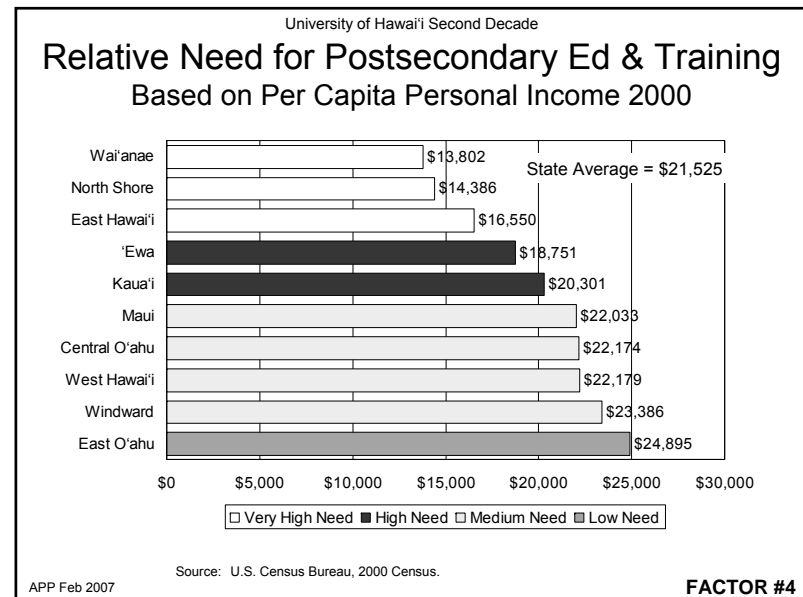 University of Hawai‘i Second Decade
Relative Need for Postsecondary Ed & Training
Based on Per Capita Personal Income 2000
State Average = $21,525
Wai‘anae $13,802
North Shore $14,386
East Hawai‘i $16,550
‘Ewa $18,751
Kaua‘i $20,301
Maui $22,033
Central O‘ahu $22,174
West Hawai‘i $22,179
Windward $23,386
East O‘ahu $24,895
$0 $5,000 $10,000 $15,000 $20,000 $25,000 $30,000
Very High Need High Need Medium Need Low Need
Source: U.S. Census Bureau, 2000 Census.
APP Feb 2007 FACTOR #4